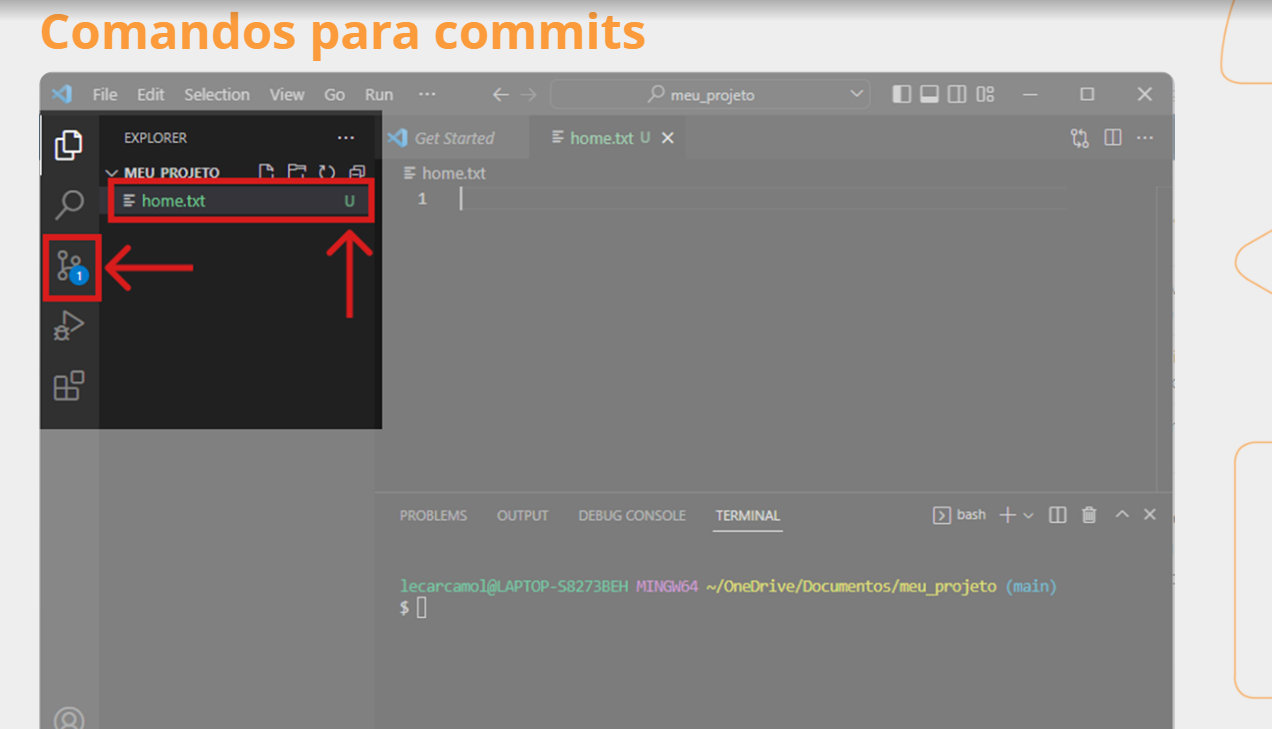 Comandos para commits
File Edit Selection View Go Run ··· meu_projeto
EXPLORER ···
MEU PROJETO
home.txt U
1
Get Started home.txt U
home.txt
1
PROBLEMS OUTPUT DEBUG CONSOLE TERMINAL bash
lecarcamol@LAPTOP-S8273BEH MINGW64 ~/OneDrive/Documentos/meu_projeto (main)
$